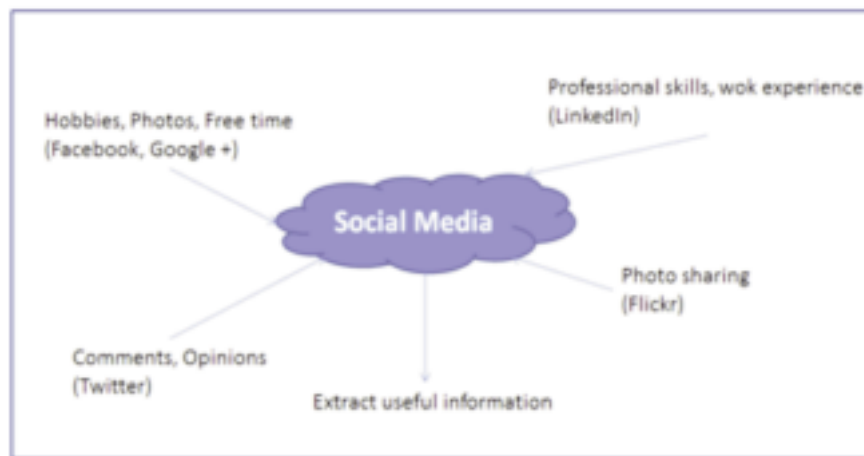 Professional skills, wok experience
(LinkedIn)
Hobbies, Photos, Free time
(Facebook, Google +)
Social Media
Photo sharing
(Flickr)
Comments, Opinions
(Twitter)
Extract useful information